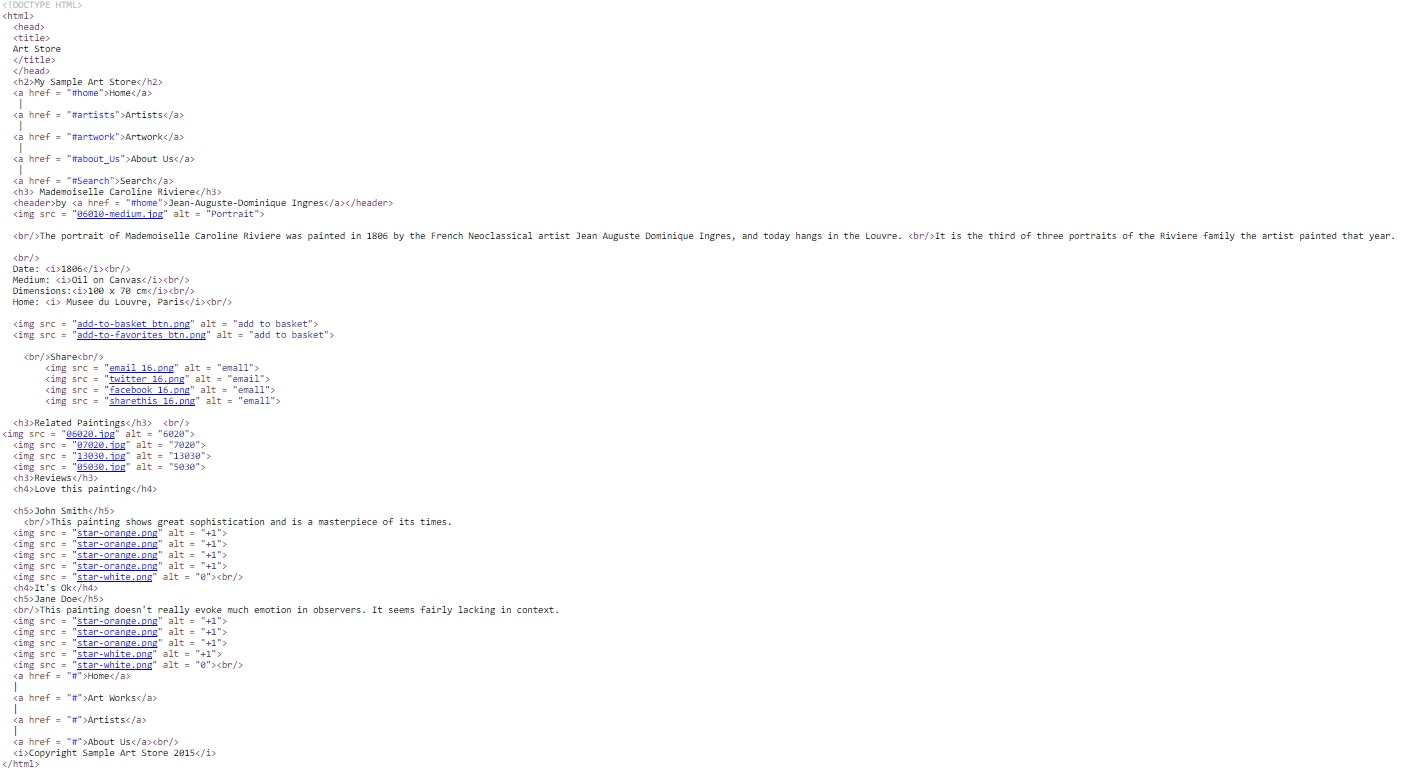 <!DOCTYPE HTML>
<html>
<head>
<title>
Art Store
</title>
</head>
<h2>My Sample Art Store</h2>
<a href = "#home">Home</a>
|
<a href = "#artists">Artists</a>
|
<a href = "#artwork">Artwork</a>
|
<a href = "#about_Us">About Us</a>
|
<a href = "#Search">Search</a>
<h3> Mademoiselle Caroline Riviere</h3>
<header>by <a href = "#home">Jean-Auguste-Dominique Ingres</a></header>
<img src = "06010-medium.jpg" alt = "Portrait">
<br/>The portrait of Mademoiselle Caroline Riviere was painted in 1806 by the French Neoclassical artist Jean Auguste Dominique Ingres, and today hangs in the Louvre. <br/>It is the third of three portraits of the Riviere family the artist painted that year.
<br/>
Date: <i>1806</i><br/>
Medium: <i>Oil on Canvas</i><br/>
Dimensions:<i>100 x 70 cm</i><br/>
Home: <i> Musee du Louvre, Paris</i><br/>
<img src = "add-to-basket_btn.png" alt = "add to basket">
<img src = "add-to-favorites_btn.png" alt = "add to basket">
<br/>Share<br/>
<img src = "email_16.png" alt = "emall">
<img src = "twitter_16.png" alt = "email">
<img src = "facebook_16.png" alt = "emall">
<img src = "sharethis_16.png" alt = "emall">
<h3>Related Paintings</h3> <br/>
<img src = "06020.jpg" alt = "6020">
<img src = "07020.jpg" alt = "7020">
<img src = "13030.jpg" alt = "13030">
<img src = "05030.jpg" alt = "5030">
<h3>Reviews</h3>
<h4>Love this painting</h4>
<h5>John Smith</h5>
<br/>This painting shows great sophistication and is a masterpiece of its times.
<img src = "star-orange.png" alt = "+1">
<img src = "star-orange.png" alt = "+1">
<img src = "star-orange.png" alt = "+1">
<img src = "star-orange.png" alt = "+1">
<img src = "star-white.png" alt = "0"><br/>
<h4>It's Ok</h4>
<h5>Jane Doe</h5>
<br/>This painting doesn't really evoke much emotion in observers. It seems fairly lacking in context.
<img src = "star-orange.png" alt = "+1">
<img src = "star-orange.png" alt = "+1">
<img src = "star-orange.png" alt = "+1">
<img src = "star-white.png" alt = "+1">
<img src = "star-white.png" alt = "0"><br/>
<a href = "#">Home</a>
|
<a href = "#">Art Works</a>
|
<a href = "#">Artists</a>
|
<a href = "#">About Us</a><br/>
<i>Copyright Sample Art Store 2015</i>
</html>